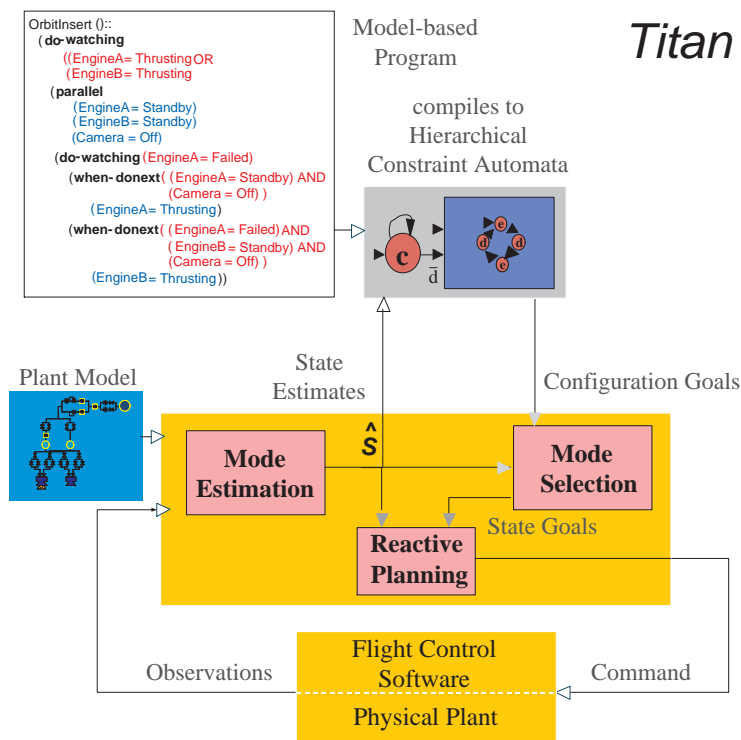 Titan
OrbitInsert ()::
(do-watching
((EngineA= Thrusting OR
(EngineB= Thrusting
(parallel
(EngineA= Standby)
(EngineB= Standby)
(Camera = Off)
(do-watching (EngineA= Failed)
(when- donext( (EngineA= Standby) AND
(Camera = Off) )
(EngineA= Thrusting)
(when-donext( (EngineA= Failed) AND
(EngineB= Standby) AND
(Camera = Off) )
(EngineB= Thrusting))
Model-based
Program
compiles to
Hierarchical
Constraint Automata
c
d̄
e
d
d
e
State
Estimates
Configuration Goals
Plant Model
Mode
Estimation
Ŝ
Mode
Selection
State Goals
Reactive
Planning
Observations
Flight Control
Software
Physical Plant
Command